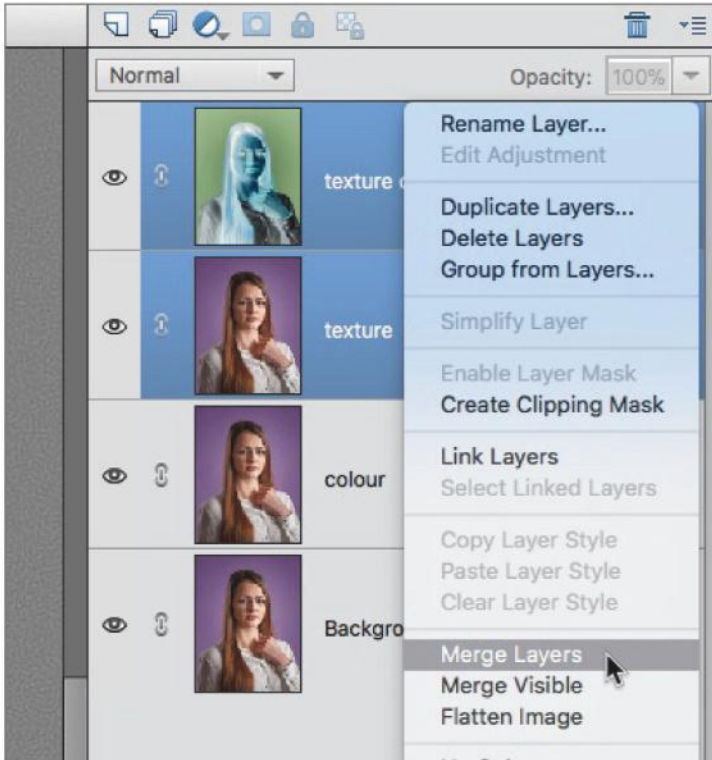 Normal
Opacity: 100%
texture
texture
colour
Rename Layer...
Edit Adjustment
Duplicate Layers...
Delete Layers
Group from Layers...
Simplify Layer
Enable Layer Mask
Create Clipping Mask
Link Layers
Select Linked Layers
Copy Layer Style
Paste Layer Style
Clear Layer Style
Merge Layers
Merge Visible
Flatten Image